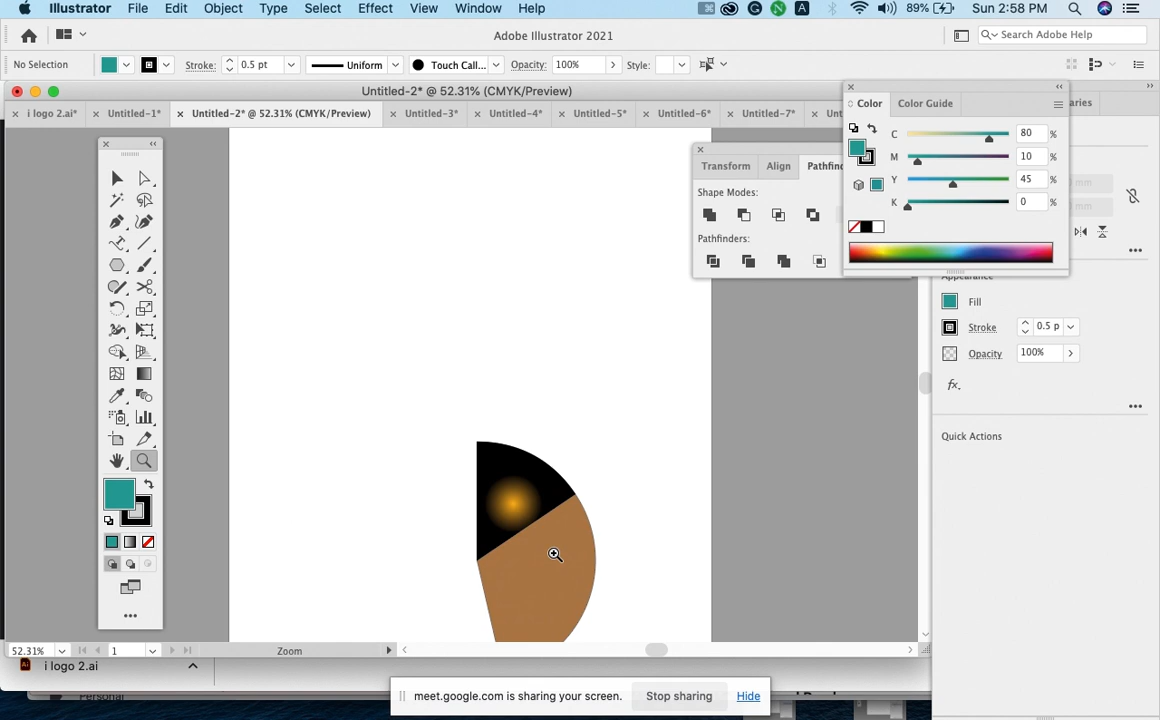 Illustrator File Edit Object Type Select Effect View Window Help 89% Sun 2:58 PM
Adobe Illustrator 2021 Search Adobe Help
No Selection Stroke: 0.5 pt Uniform Touch Call... Opacity: 100% Style:
Untitled-2* @ 52.31% (CMYK/Preview)
i logo 2.ai* Untitled-1* Untitled-2* @ 52.31% (CMYK/Preview) Untitled-3* Untitled-4* Untitled-5* Untitled-6* Untitled-7*
Color Color Guide
C 80 %
M 10 %
Y 45 %
K 0 %
Transform Align
Shape Modes:
Pathfinders:
Appearance
Fill
Stroke 0.5 p
Opacity 100%
fx.
Quick Actions
52.31% 1 Zoom
i logo 2.ai
Personal
meet.google.com is sharing your screen. Stop sharing Hide